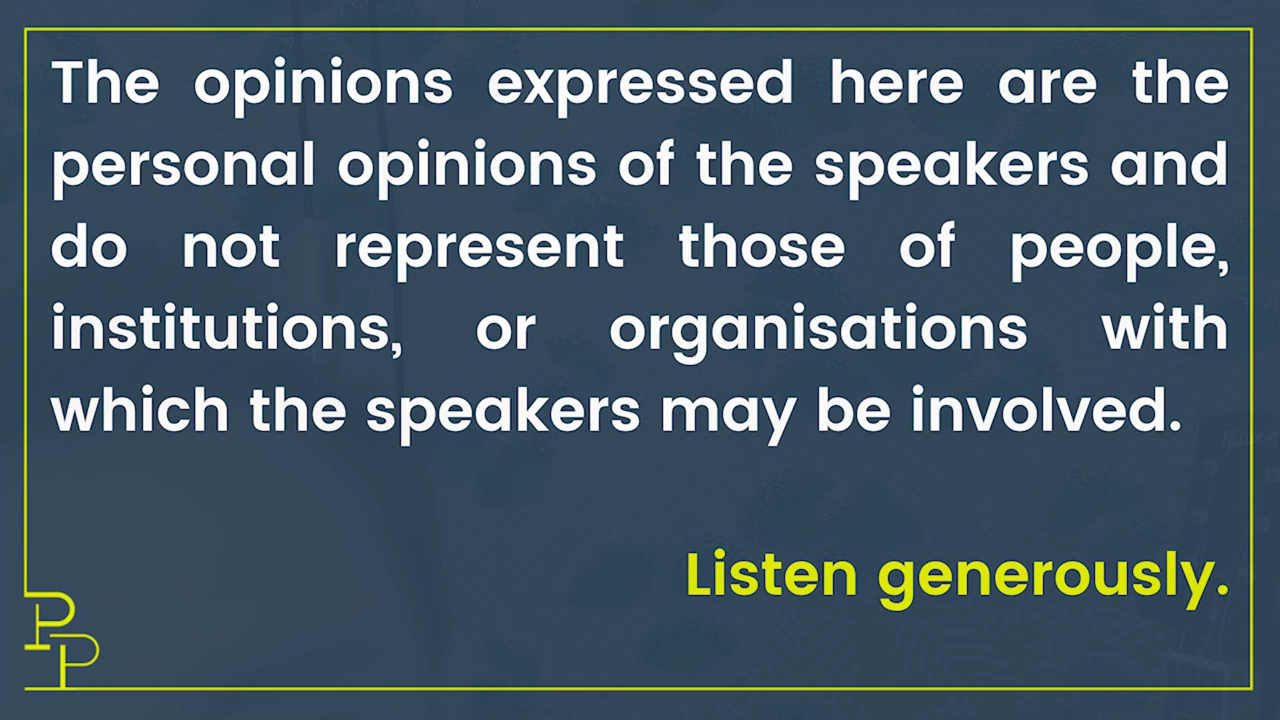 The opinions expressed here are the
personal opinions of the speakers and
do not represent those of people,
institutions, or organisations with
which the speakers may be involved.
Listen generously.
PP